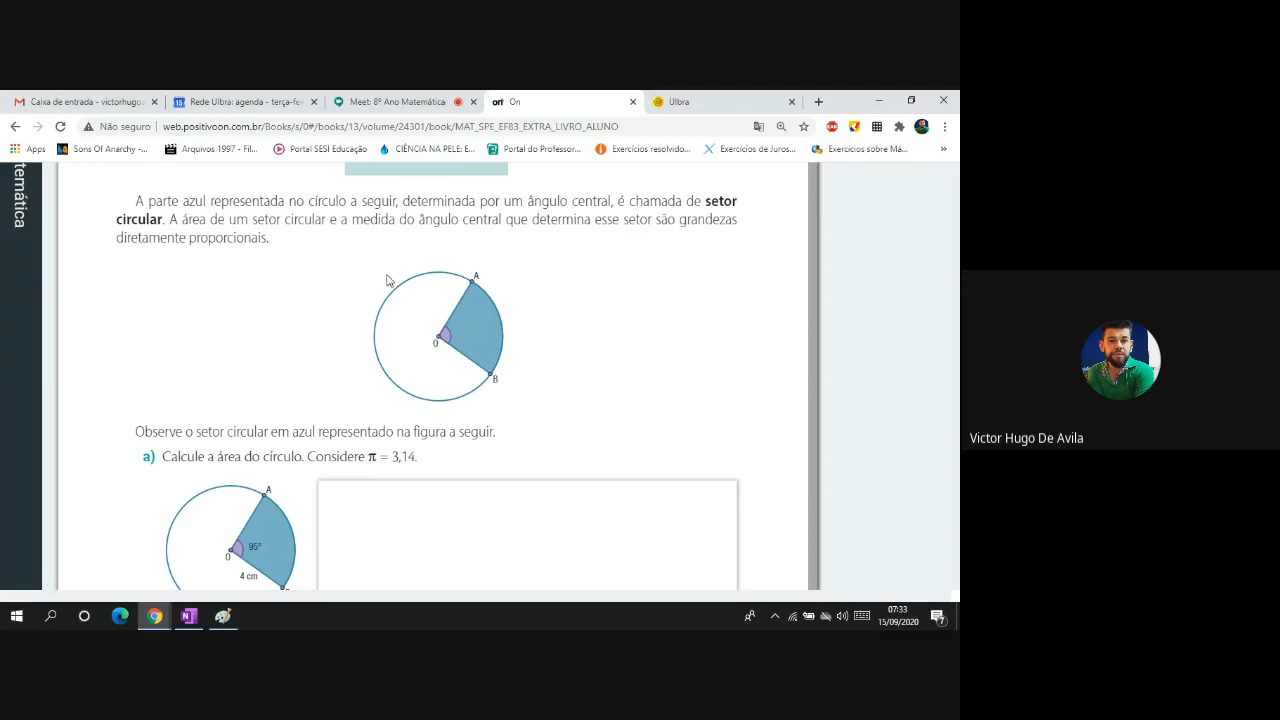 Caixa de entrada - victorhugo
Rede Ulbra: agenda - terça-fe
Meet: 8º Ano Matemática
On
Ulbra
Não seguro
web.positivoon.com.br/Books/s/0#/books/13/volume/24301/book/MAT_SPE_EF83_EXTRA_LIVRO_ALUNO
Apps
Sons Of Anarchy -...
Arquivos 1997 - Fil...
Portal SESI Educação
CIÊNCIA NA PELE: E...
Portal do Professor...
Exercícios resolvido...
Exercícios de Juros...
Exercícios sobre Má...
»
temática
A parte azul representada no círculo a seguir, determinada por um ângulo central, é chamada de setor
circular. A área de um setor circular e a medida do ângulo central que determina esse setor são grandezas
diretamente proporcionais.
A
O
B
Observe o setor circular em azul representado na figura a seguir.
a) Calcule a área do círculo. Considere π = 3,14.
A
95°
O
4 cm
Victor Hugo De Avila
07:33
15/09/2020